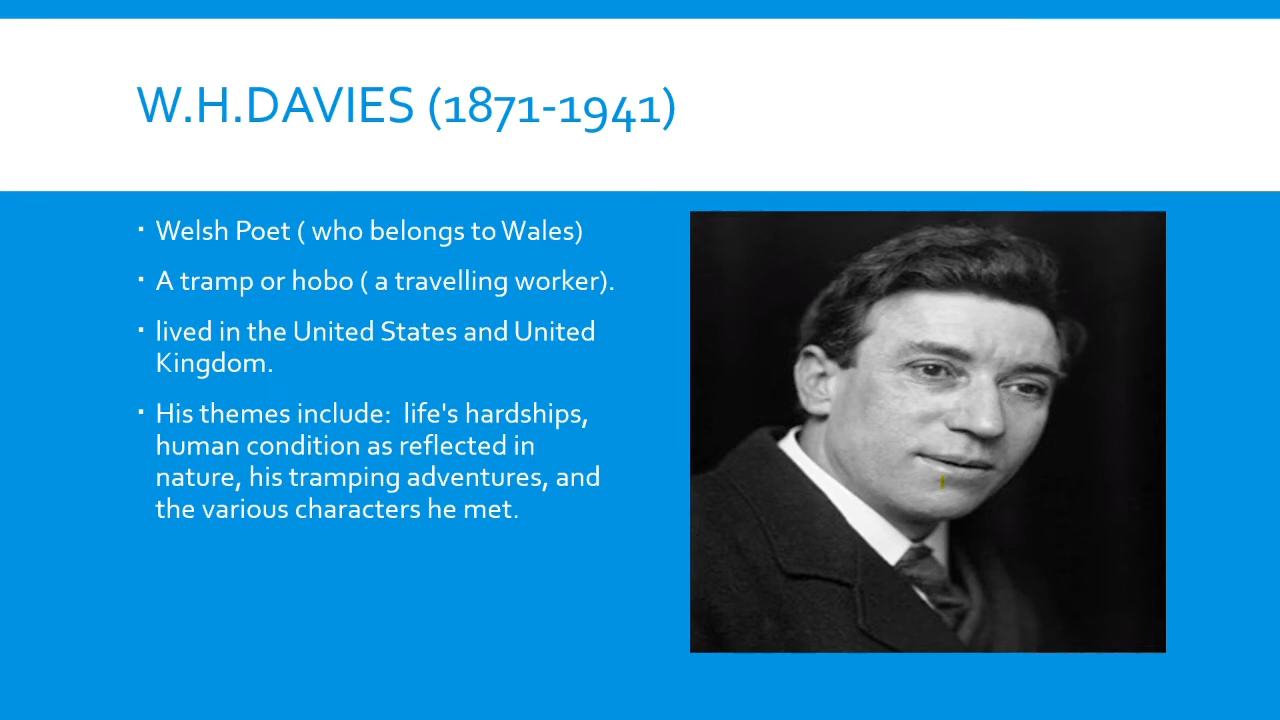 W.H.DAVIES (1871-1941)
▪ Welsh Poet ( who belongs to Wales)
▪ A tramp or hobo ( a travelling worker).
▪ lived in the United States and United
Kingdom.
▪ His themes include:  life's hardships,
human condition as reflected in
nature, his tramping adventures, and
the various characters he met.